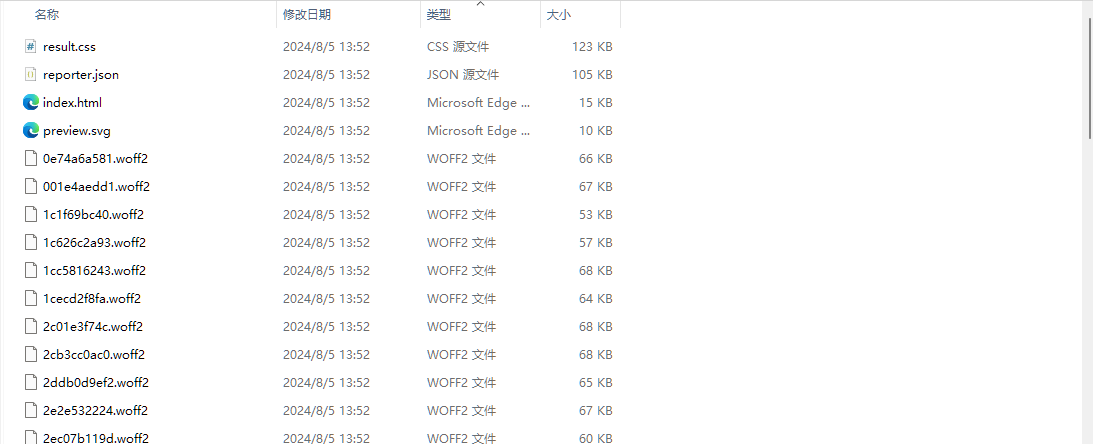 名称 修改日期 类型 大小
result.css 2024/8/5 13:52 CSS 源文件 123 KB
reporter.json 2024/8/5 13:52 JSON 源文件 105 KB
index.html 2024/8/5 13:52 Microsoft Edge ... 15 KB
preview.svg 2024/8/5 13:52 Microsoft Edge ... 10 KB
0e74a6a581.woff2 2024/8/5 13:52 WOFF2 文件 66 KB
001e4aedd1.woff2 2024/8/5 13:52 WOFF2 文件 67 KB
1c1f69bc40.woff2 2024/8/5 13:52 WOFF2 文件 53 KB
1c626c2a93.woff2 2024/8/5 13:52 WOFF2 文件 57 KB
1cc5816243.woff2 2024/8/5 13:52 WOFF2 文件 68 KB
1cecd2f8fa.woff2 2024/8/5 13:52 WOFF2 文件 64 KB
2c01e3f74c.woff2 2024/8/5 13:52 WOFF2 文件 68 KB
2cb3cc0ac0.woff2 2024/8/5 13:52 WOFF2 文件 68 KB
2ddb0d9ef2.woff2 2024/8/5 13:52 WOFF2 文件 65 KB
2e2e532224.woff2 2024/8/5 13:52 WOFF2 文件 67 KB
2ec07b119d.woff2 2024/8/5 13:52 WOFF2 文件 60 KB